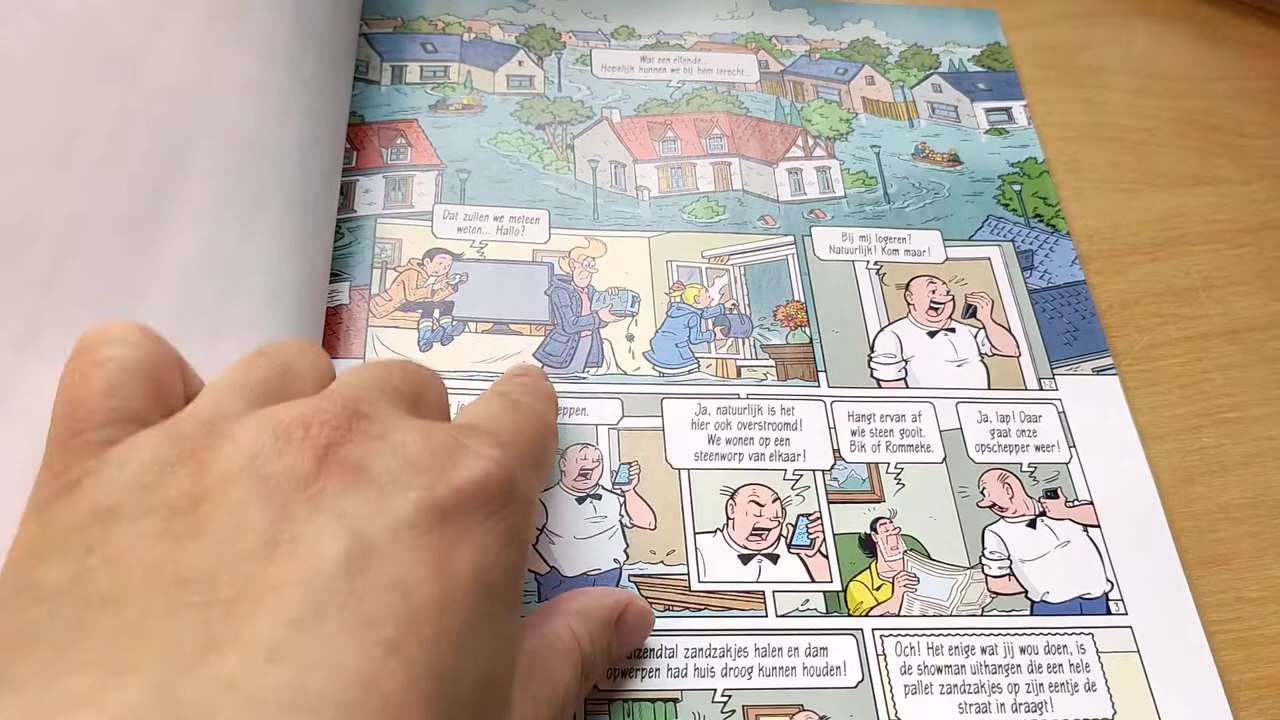 Wat een ellende...
Hopelijk kunnen we bij hem terecht...
Dat zullen we meteen
weten... Hallo?
Bij mij logeren?
Natuurlijk! Kom maar!
1-2
eppen.
Ja, natuurlijk is het
hier ook overstroomd!
We wonen op een
steenworp van elkaar!
Hangt ervan af
wie steen gooit.
Bik of Rommeke.
Ja, lap! Daar
gaat onze
opschepper weer!
3
izendtal zandzakjes halen en dam
opwerpen had huis droog kunnen houden!
Och! Het enige wat jij wou doen, is
de showman uithangen die een hele
pallet zandzakjes op zijn eentje de
straat in draagt!